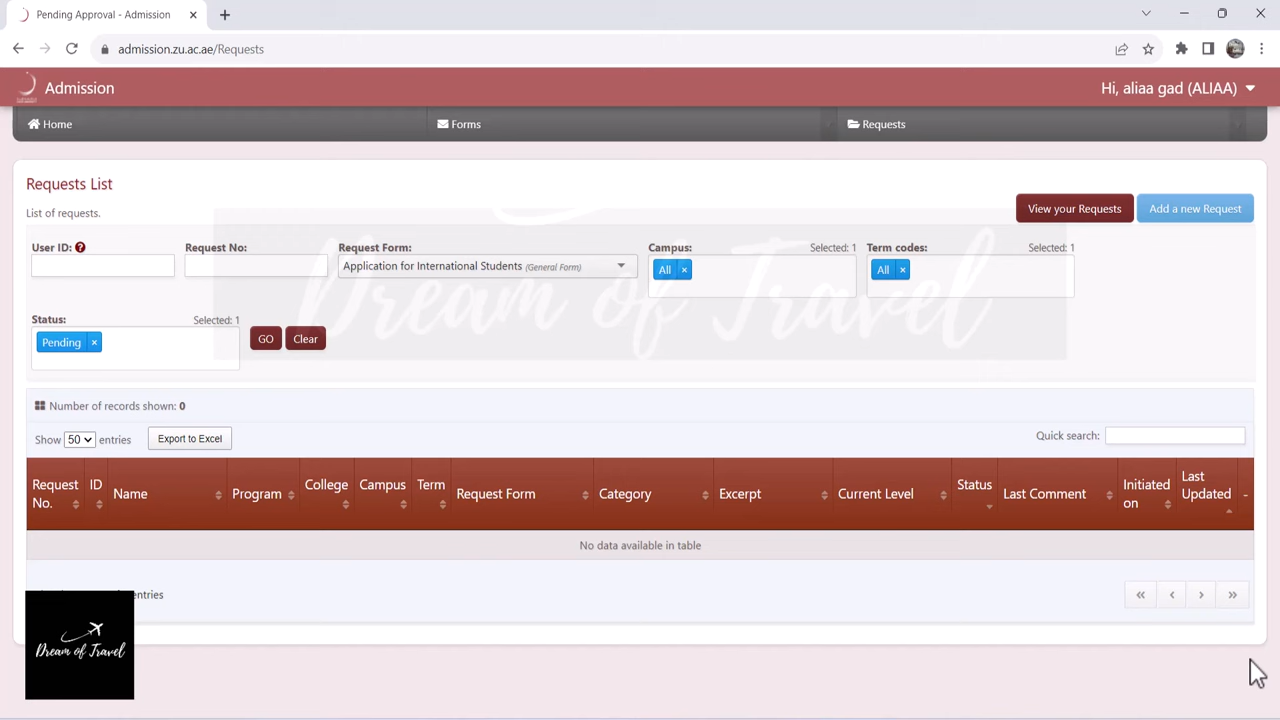 Pending Approval - Admission
admission.zu.ac.ae/Requests
Admission
Hi, aliaa gad (ALIAA)
Home
Forms
Requests
Requests List
List of requests.
View your Requests
Add a new Request
User ID:
Request No:
Request Form:
Campus:
Selected: 1
Term codes:
Selected: 1
Application for International Students (General Form)
All ×
All ×
Status:
Selected: 1
Pending ×
GO
Clear
Dream of Travel
Number of records shown: 0
Show 50 entries
Export to Excel
Quick search:
Request No.
ID
Name
Program
College
Campus
Term
Request Form
Category
Excerpt
Current Level
Status
Last Comment
Initiated on
Last Updated
No data available in table
entries
Dream of Travel